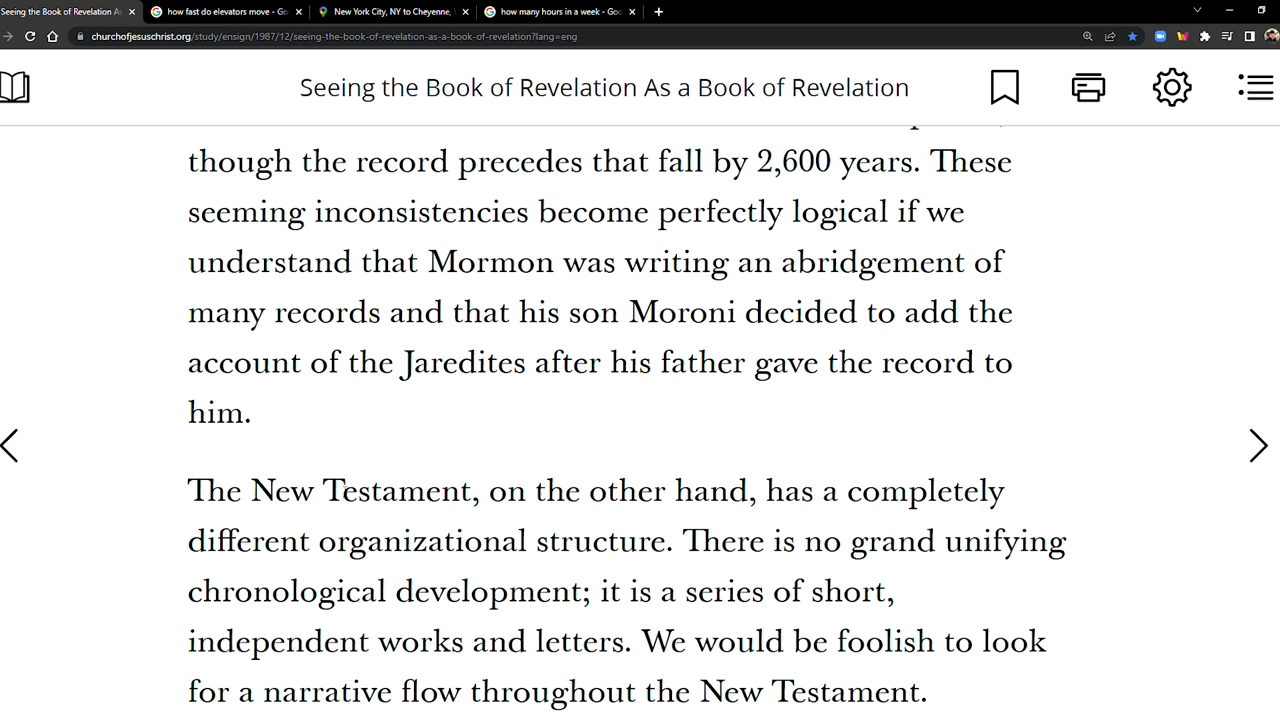 Seeing the Book of Revelation As
how fast do elevators move - Go
New York City, NY to Cheyenne,
how many hours in a week - Goo
churchofjesuschrist.org/study/ensign/1987/12/seeing-the-book-of-revelation-as-a-book-of-revelation?lang=eng
Seeing the Book of Revelation As a Book of Revelation
though the record precedes that fall by 2,600 years. These
seeming inconsistencies become perfectly logical if we
understand that Mormon was writing an abridgement of
many records and that his son Moroni decided to add the
account of the Jaredites after his father gave the record to
him.
The New Testament, on the other hand, has a completely
different organizational structure. There is no grand unifying
chronological development; it is a series of short,
independent works and letters. We would be foolish to look
for a narrative flow throughout the New Testament.